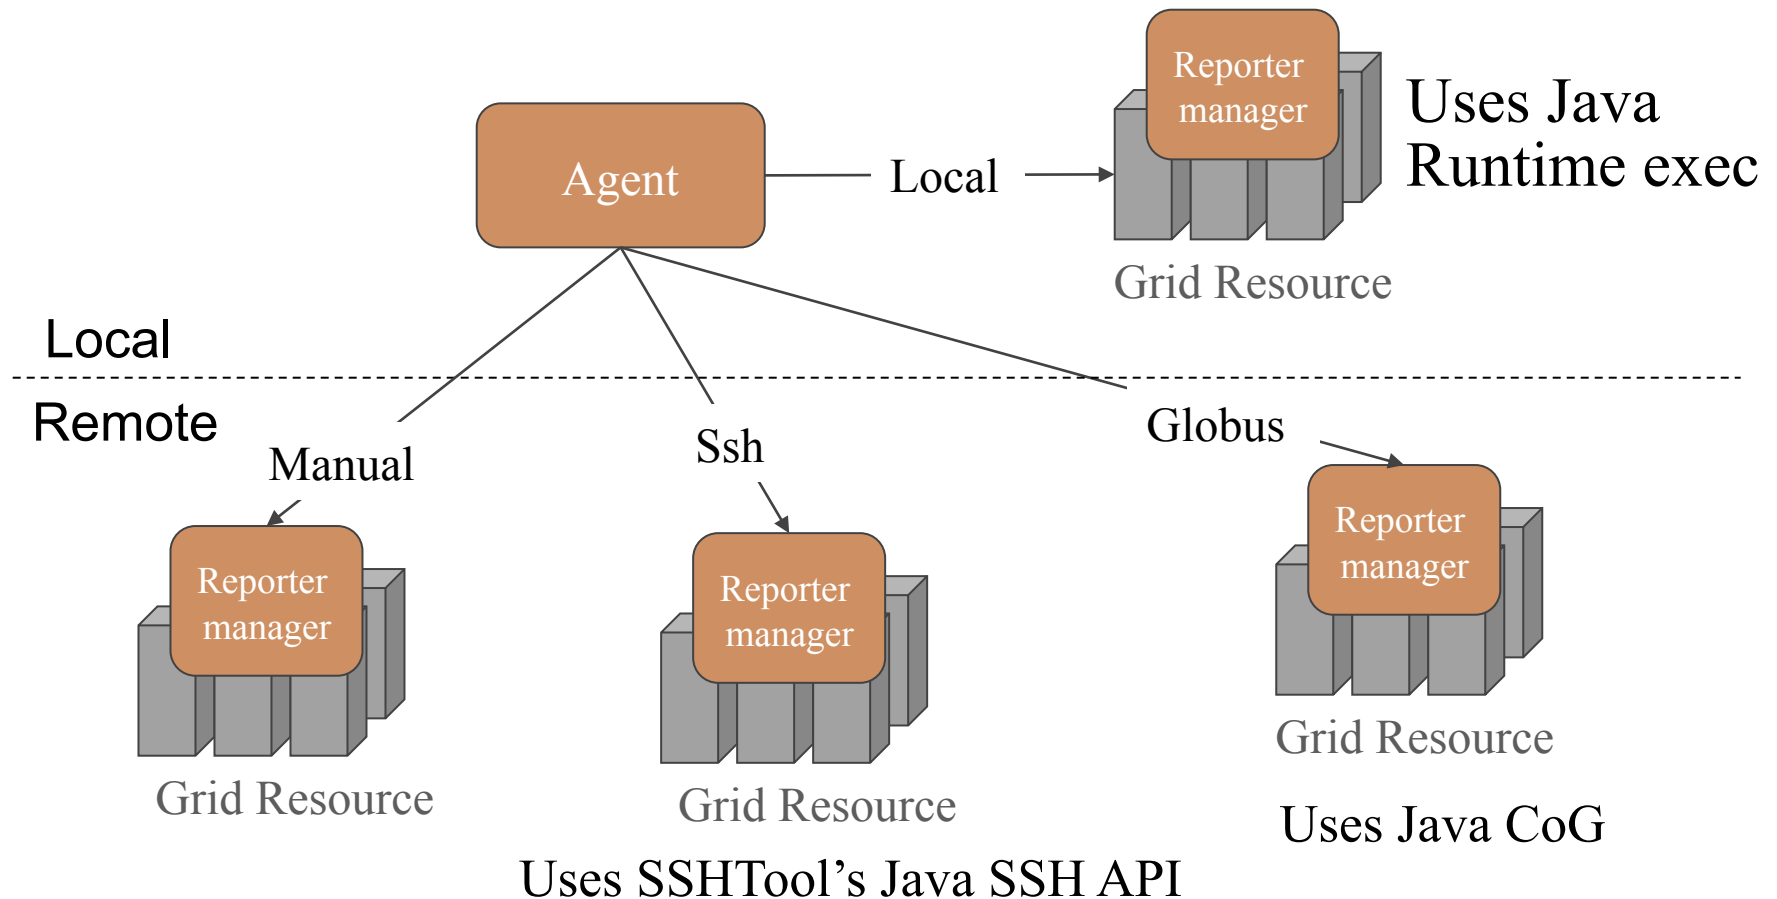 Reporter
manager
Uses Java
Runtime exec
Agent
Local
Grid Resource
Local
Remote
Manual
Ssh
Globus
Reporter
manager
Grid Resource
Reporter
manager
Grid Resource
Uses SSHTool’s Java SSH API
Reporter
manager
Grid Resource
Uses Java CoG